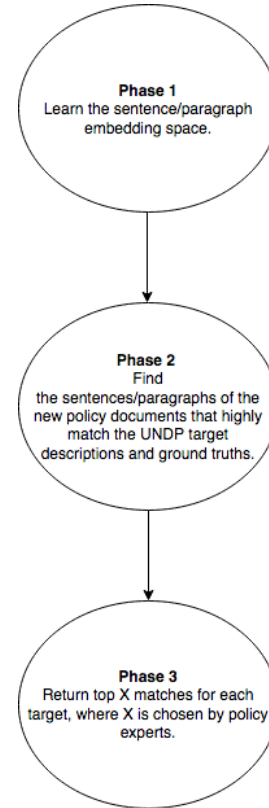 Phase 1
Learn the sentence/paragraph
embedding space.
Phase 2
Find
the sentences/paragraphs of the
new policy documents that highly
match the UNDP target
descriptions and ground truths.
Phase 3
Return top X matches for each
target, where X is chosen by policy
experts.